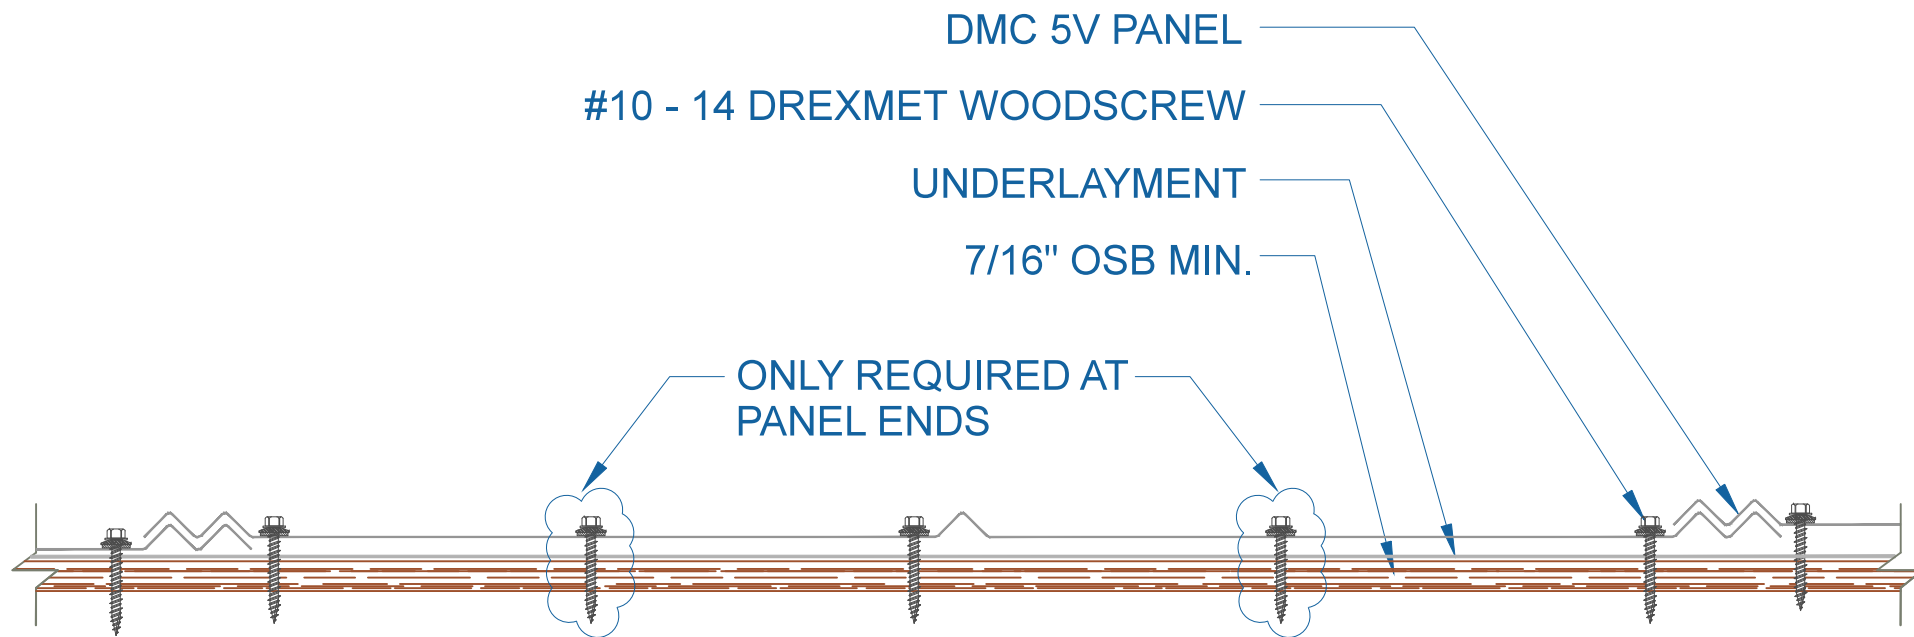 DMC 5V PANEL
#10 - 14 DREXMET WOODSCREW
UNDERLAYMENT
7/16" OSB MIN.
ONLY REQUIRED AT
PANEL ENDS